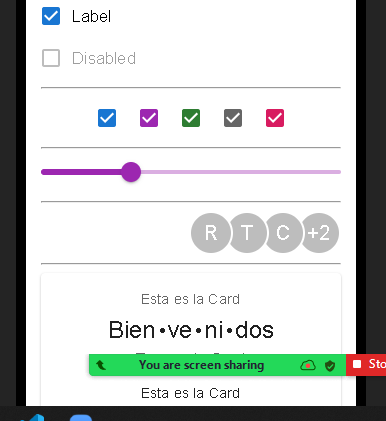 Label
Disabled
R T C +2
Esta es la Card
Bien•ve•ni•dos
You are screen sharing
Sto
Esta es la Card